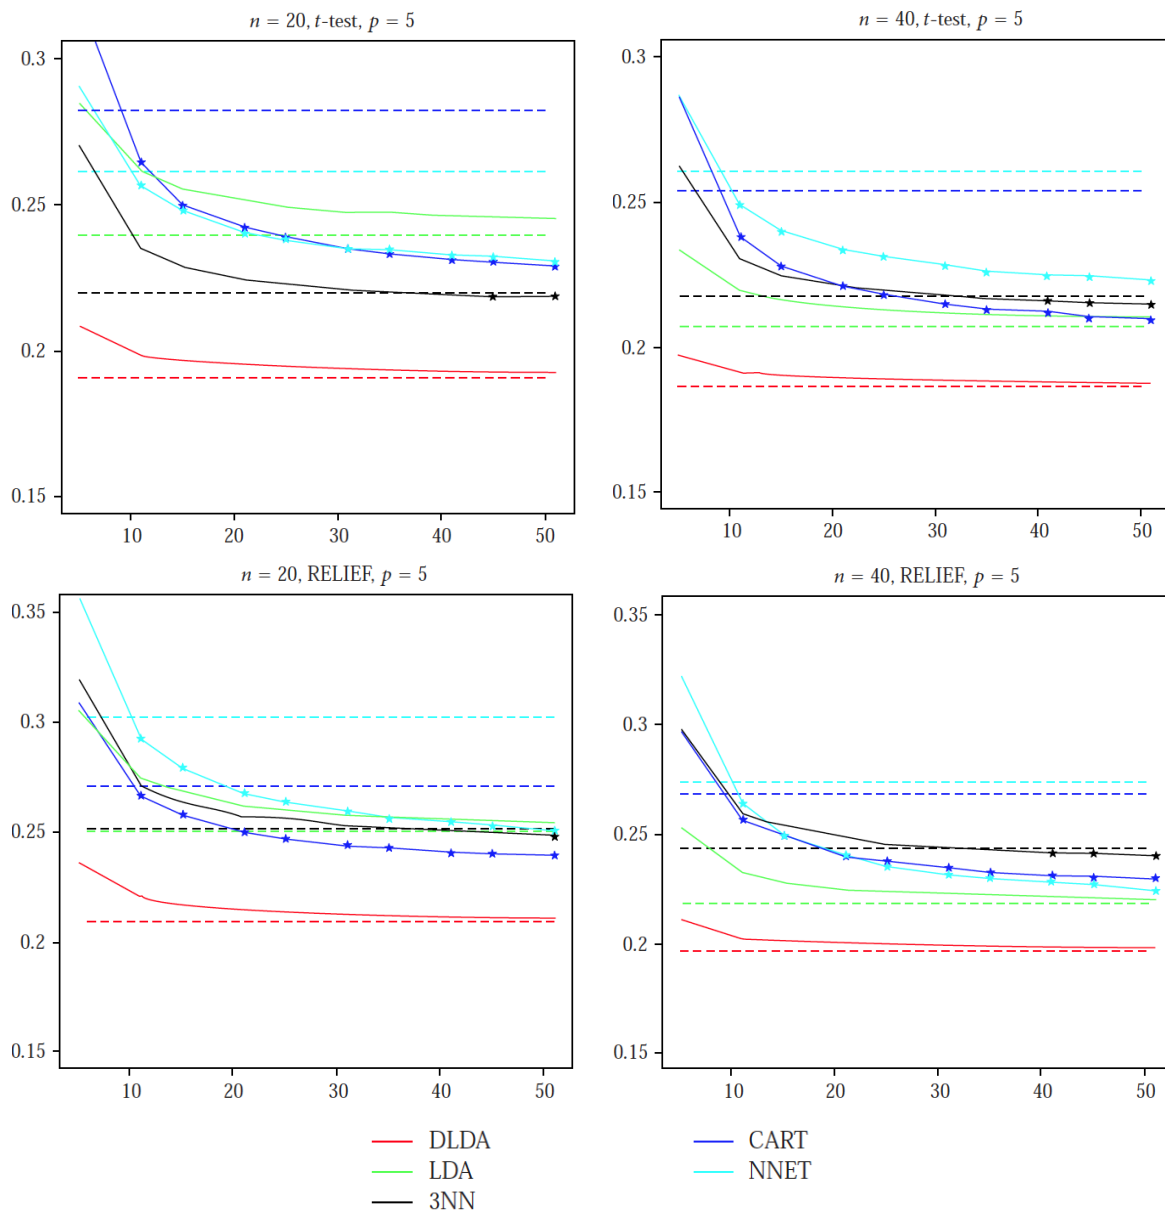 n = 20, t-test, p = 5
0.3
0.25
0.2
0.15
10 20 30 40 50
n = 40, t-test, p = 5
0.3
0.25
0.2
0.15
10 20 30 40 50
n = 20, RELIEF, p = 5
0.35
0.3
0.25
0.2
0.15
10 20 30 40 50
n = 40, RELIEF, p = 5
0.35
0.3
0.25
0.2
0.15
10 20 30 40 50
DLDA
LDA
3NN
CART
NNET